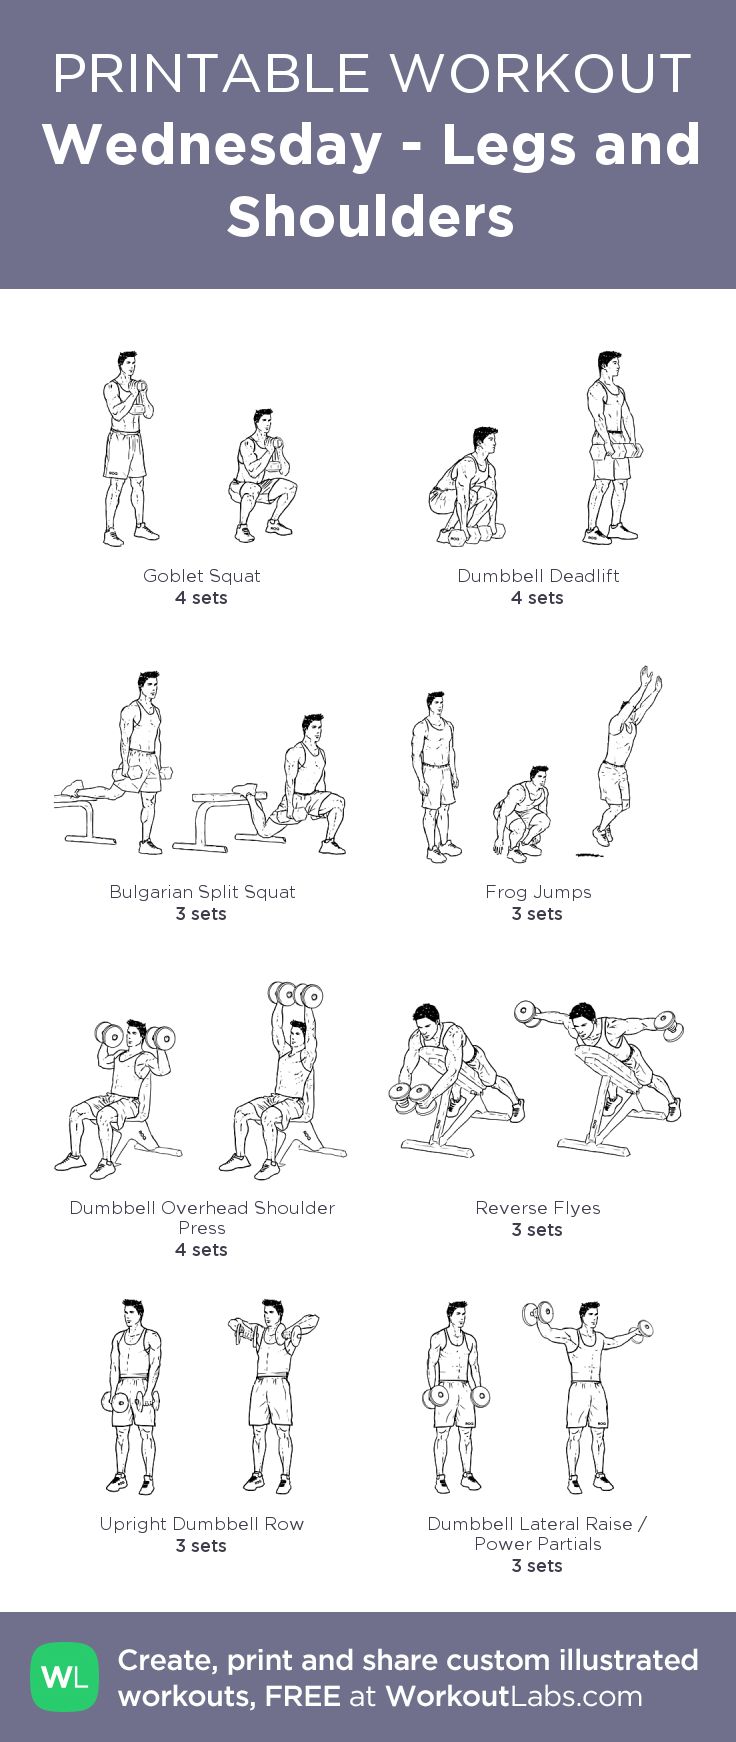 PRINTABLE WORKOUT
Wednesday - Legs and
Shoulders
Goblet Squat
4 sets
Dumbbell Deadlift
4 sets
Bulgarian Split Squat
3 sets
Frog Jumps
3 sets
Dumbbell Overhead Shoulder
Press
4 sets
Reverse Flyes
3 sets
Upright Dumbbell Row
3 sets
Dumbbell Lateral Raise /
Power Partials
3 sets
WL
Create, print and share custom illustrated
workouts, FREE at WorkoutLabs.com